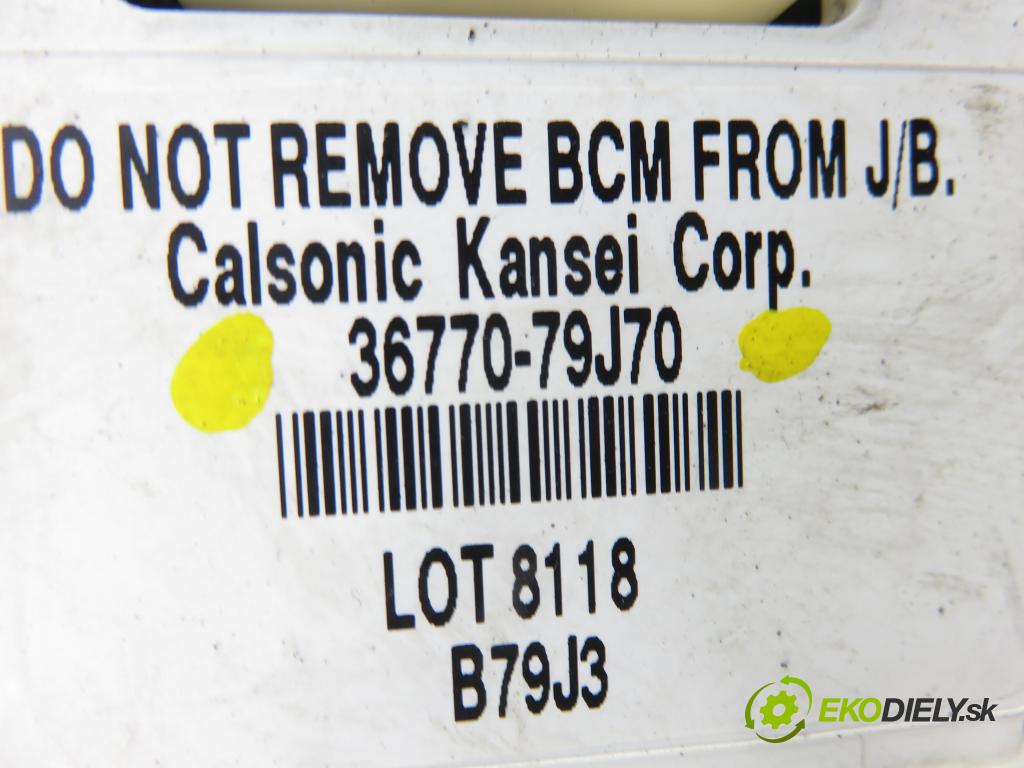 DO NOT REMOVE BCM FROM J/B.
Calsonic Kansei Corp.
36770-79J70
LOT 8118
B79J3
EKODIELY.sk